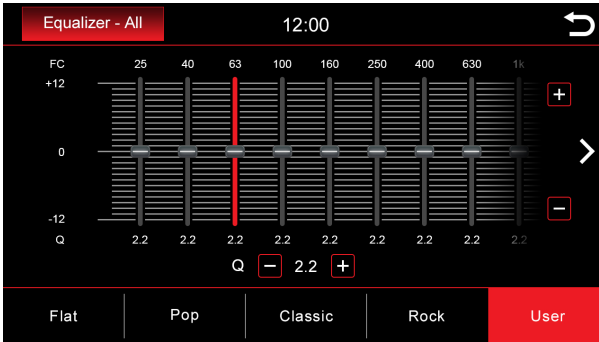 Equalizer - All 12:00
FC 25 40 63 100 160 250 400 630 1k
+12
+
0
-12
−
Q 2.2 2.2 2.2 2.2 2.2 2.2 2.2 2.2 2.2
Q − 2.2 +
Flat Pop Classic Rock User